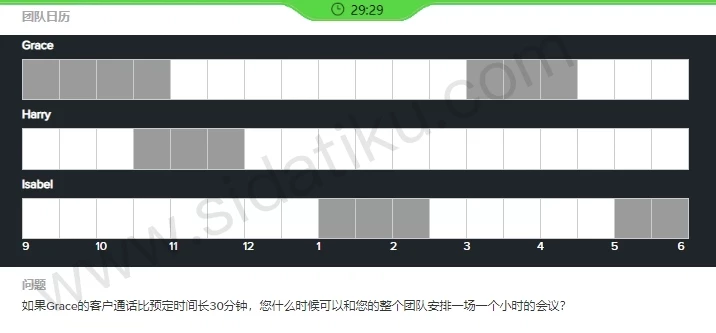 29:29
团队日历
Grace
Harry
Isabel
9 10 11 12 1 2 3 4 5 6
www.sidatiku.com
问题
如果Grace的客户通话比预定时间长30分钟，您什么时候可以和您的整个团队安排一场一个小时的会议？